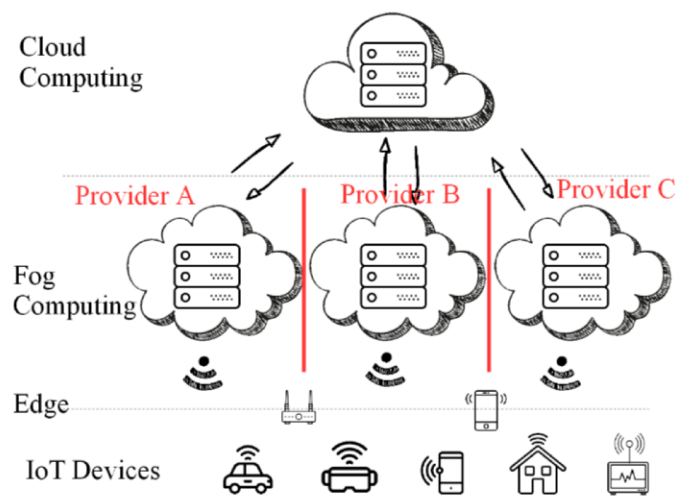 Cloud
Computing
Provider A
Provider B
Provider C
Fog
Computing
Edge
IoT Devices